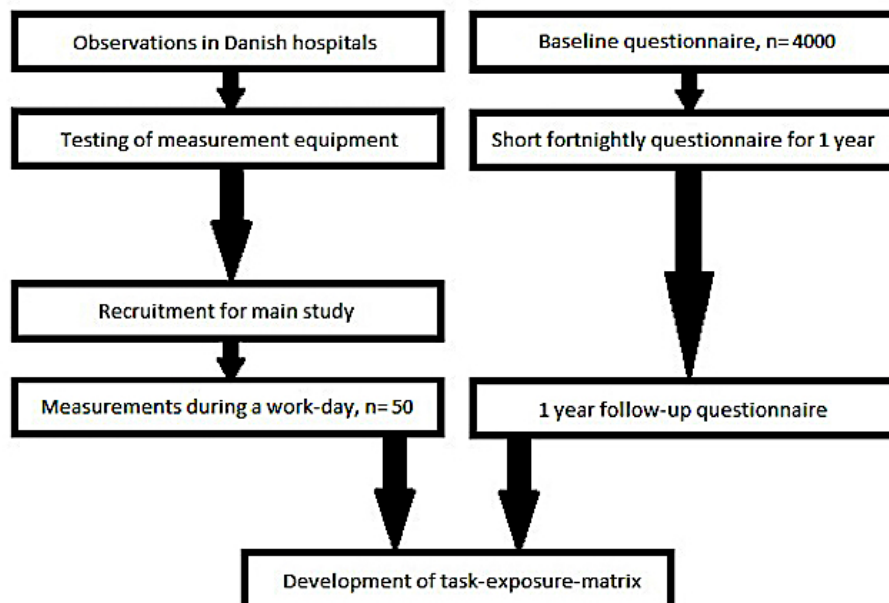 Observations in Danish hospitals
Testing of measurement equipment
Recruitment for main study
Measurements during a work-day, n= 50
Baseline questionnaire, n= 4000
Short fortnightly questionnaire for 1 year
1 year follow-up questionnaire
Development of task-exposure-matrix